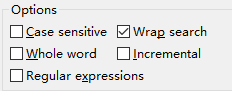 Options
Case sensitive Wrap search
Whole word Incremental
Regular expressions